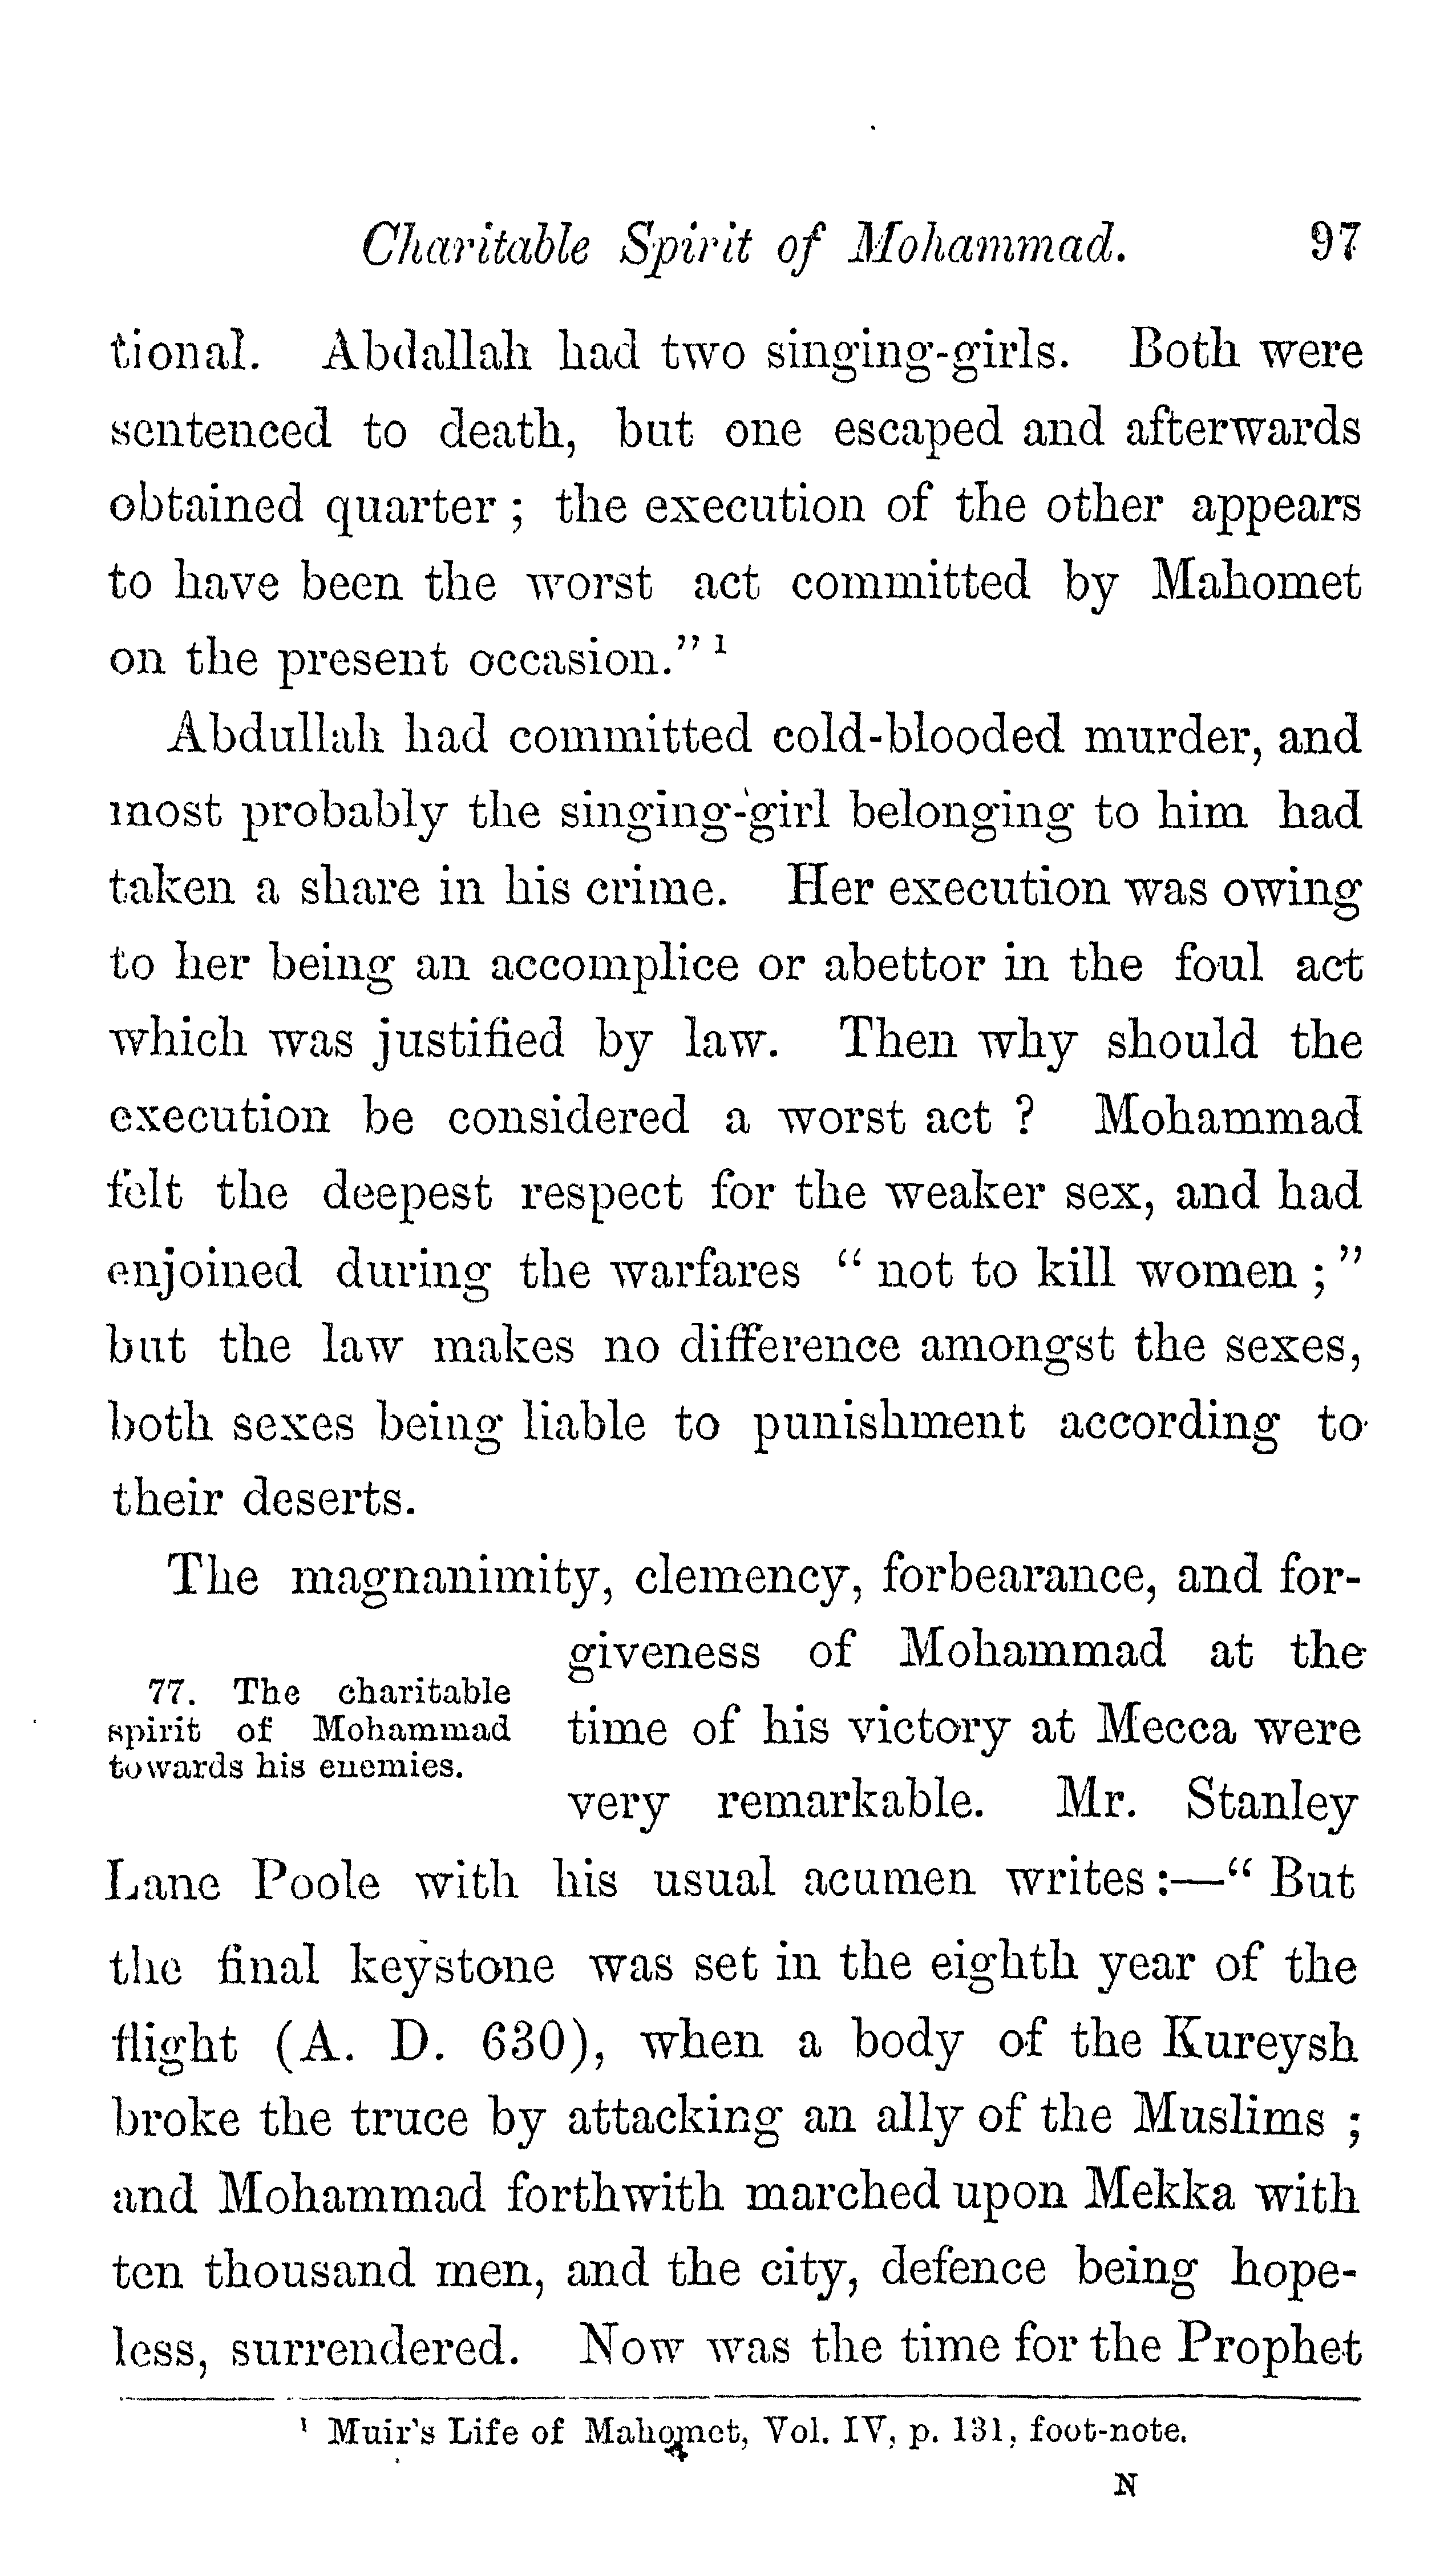 Charitable Spirit of Mohammad. 97
tional. Abdallah had two singing-girls. Both were
sentenced to death, but one escaped and afterwards
obtained quarter ; the execution of the other appears
to have been the worst act committed by Mahomet
on the present occasion.” ¹
Abdullah had committed cold-blooded murder, and
most probably the singing-girl belonging to him had
taken a share in his crime. Her execution was owing
to her being an accomplice or abettor in the foul act
which was justified by law. Then why should the
execution be considered a worst act ? Mohammad
felt the deepest respect for the weaker sex, and had
enjoined during the warfares “ not to kill women ; ”
but the law makes no difference amongst the sexes,
both sexes being liable to punishment according to
their deserts.
The magnanimity, clemency, forbearance, and for-
77. The charitable
spirit of Mohammad
towards his enemies.
giveness of Mohammad at the
time of his victory at Mecca were
very remarkable. Mr. Stanley
Lane Poole with his usual acumen writes :—“ But
the final keystone was set in the eighth year of the
flight (A. D. 630), when a body of the Kureysh
broke the truce by attacking an ally of the Muslims ;
and Mohammad forthwith marched upon Mekka with
ten thousand men, and the city, defence being hope-
less, surrendered. Now was the time for the Prophet
¹ Muir's Life of Mahomet, Vol. IV, p. 131, foot-note.
N